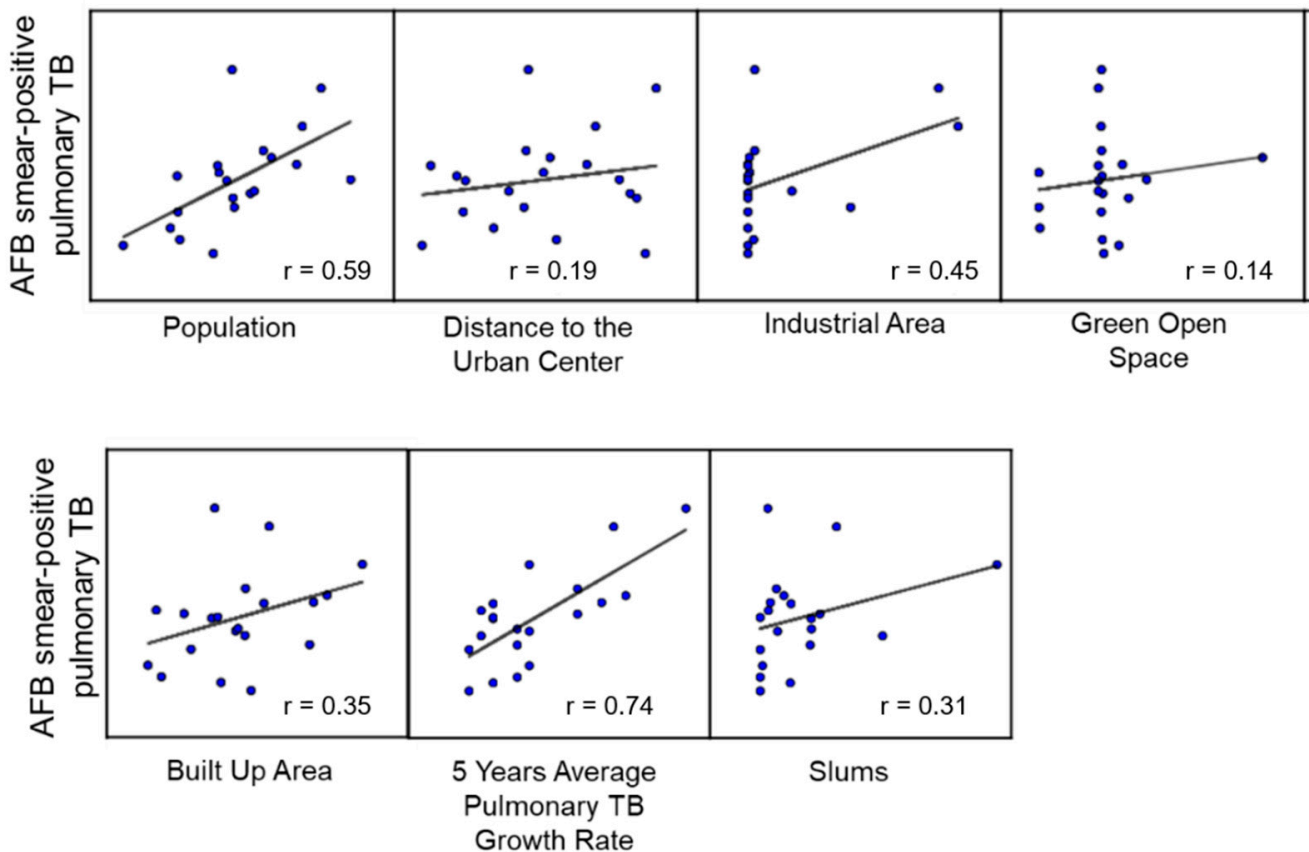 AFB smear-positive
pulmonary TB
r = 0.59
r = 0.19
r = 0.45
r = 0.14
Population
Distance to the
Urban Center
Industrial Area
Green Open
Space
AFB smear-positive
pulmonary TB
r = 0.35
r = 0.74
r = 0.31
Built Up Area
5 Years Average
Pulmonary TB
Growth Rate
Slums